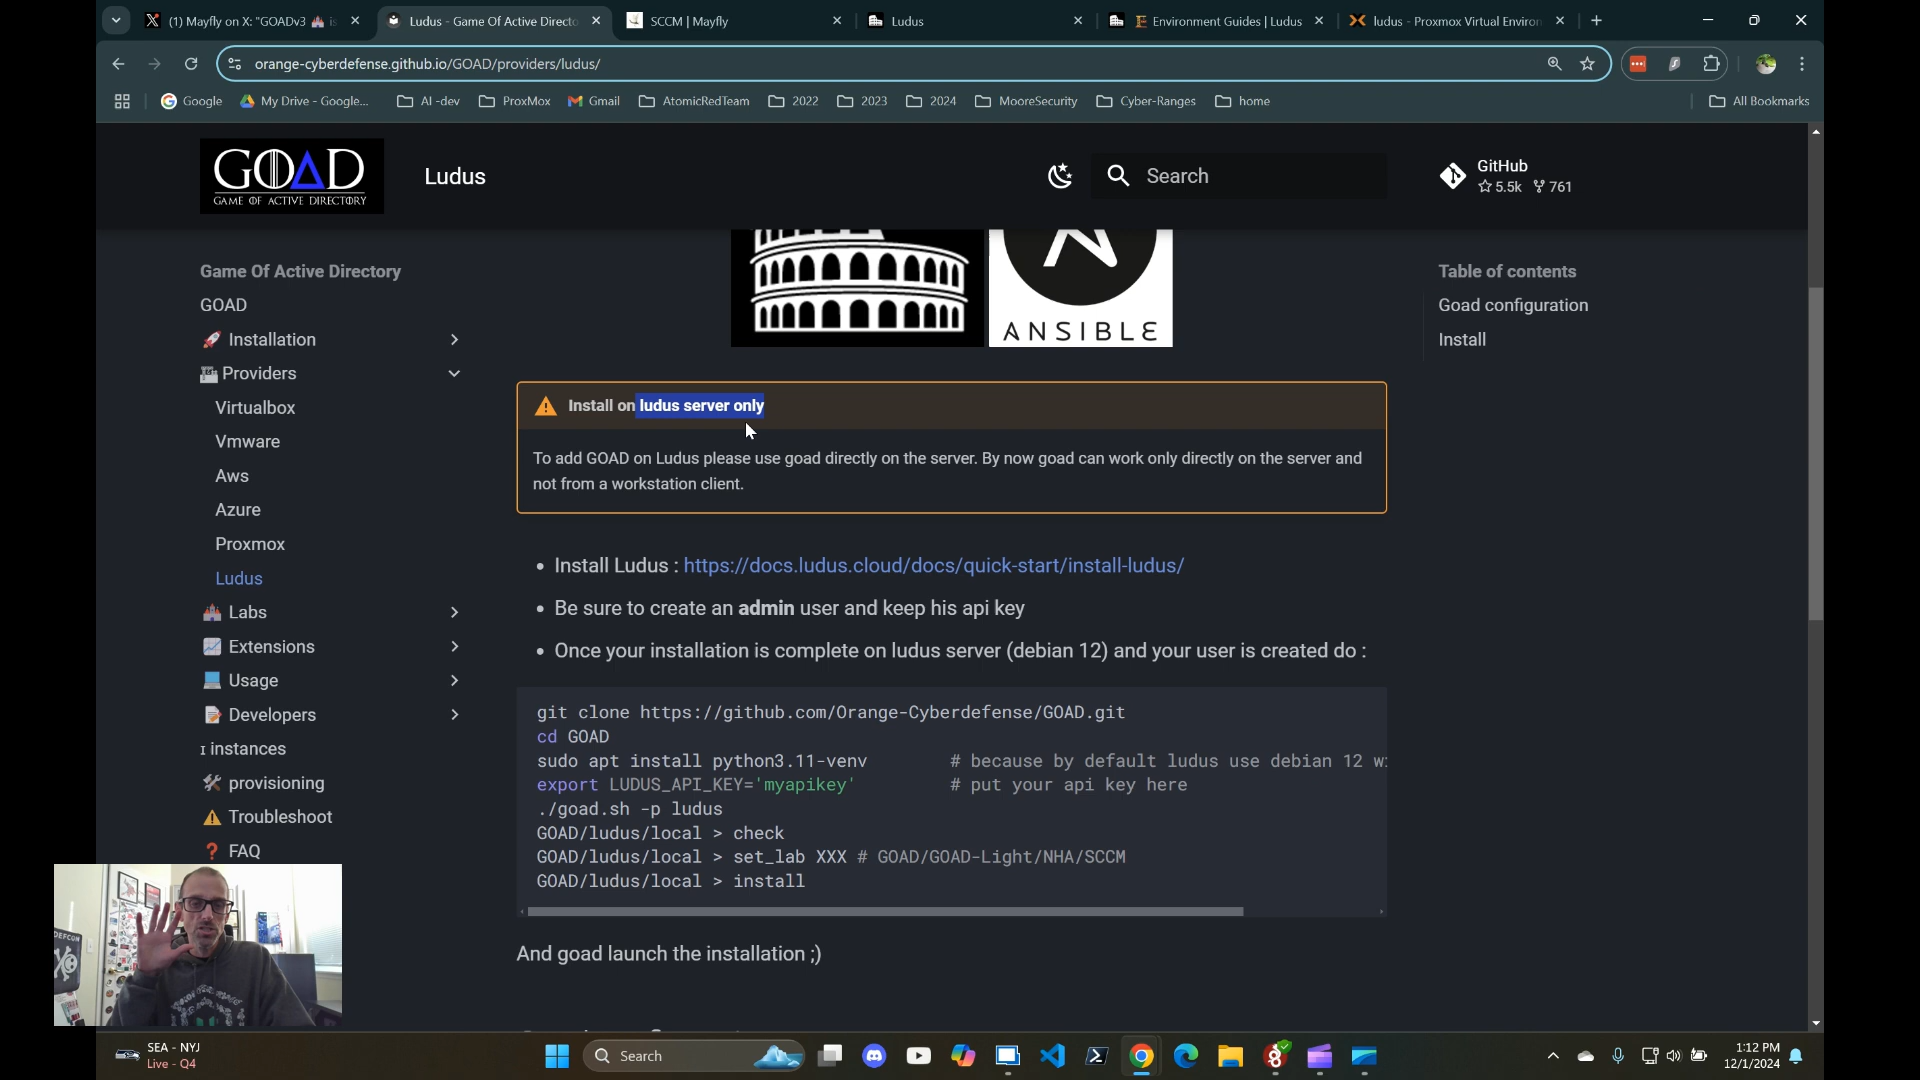 (1) Mayfly on X: "GOADv3 🏰 is
Ludus - Game Of Active Directo
SCCM | Mayfly
Ludus
Environment Guides | Ludus
ludus - Proxmox Virtual Environ
orange-cyberdefense.github.io/GOAD/providers/ludus/
Google
My Drive - Google...
AI -dev
ProxMox
Gmail
AtomicRedTeam
2022
2023
2024
MooreSecurity
Cyber-Ranges
home
All Bookmarks
GOAD
GAME OF ACTIVE DIRECTORY
Ludus
Search
GitHub
5.5k 761
Game Of Active Directory
GOAD
🚀 Installation
Providers
Virtualbox
Vmware
Aws
Azure
Proxmox
Ludus
🏰 Labs
📈 Extensions
💻 Usage
📝 Developers
I instances
🛠 provisioning
⚠ Troubleshoot
❓ FAQ
ANSIBLE
Install on ludus server only
To add GOAD on Ludus please use goad directly on the server. By now goad can work only directly on the server and
not from a workstation client.
• Install Ludus : https://docs.ludus.cloud/docs/quick-start/install-ludus/
• Be sure to create an admin user and keep his api key
• Once your installation is complete on ludus server (debian 12) and your user is created do :
git clone https://github.com/Orange-Cyberdefense/GOAD.git
cd GOAD
sudo apt install python3.11-venv # because by default ludus use debian 12 w
export LUDUS_API_KEY='myapikey' # put your api key here
./goad.sh -p ludus
GOAD/ludus/local > check
GOAD/ludus/local > set_lab XXX # GOAD/GOAD-Light/NHA/SCCM
GOAD/ludus/local > install
And goad launch the installation ;)
Table of contents
Goad configuration
Install
DEFCON
SEA - NYJ
Live - Q4
Search
1:12 PM
12/1/2024